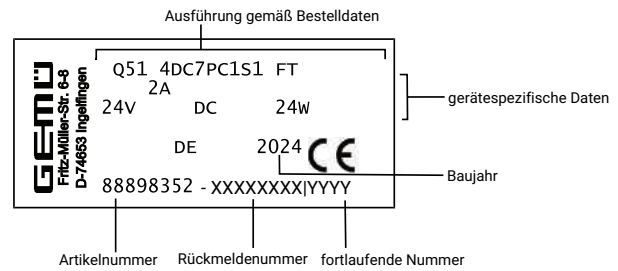 Ausführung gemäß Bestelldaten
GEMÜ
Fritz-Müller-Str. 6-8
D-74653 Ingelfingen
Q51 4DC7PC1S1 FT
2A
24V DC 24W
gerätespezifische Daten
DE 2024 CE
Baujahr
88898352 - XXXXXXXX|YYYY
Artikelnummer Rückmeldenummer fortlaufende Nummer